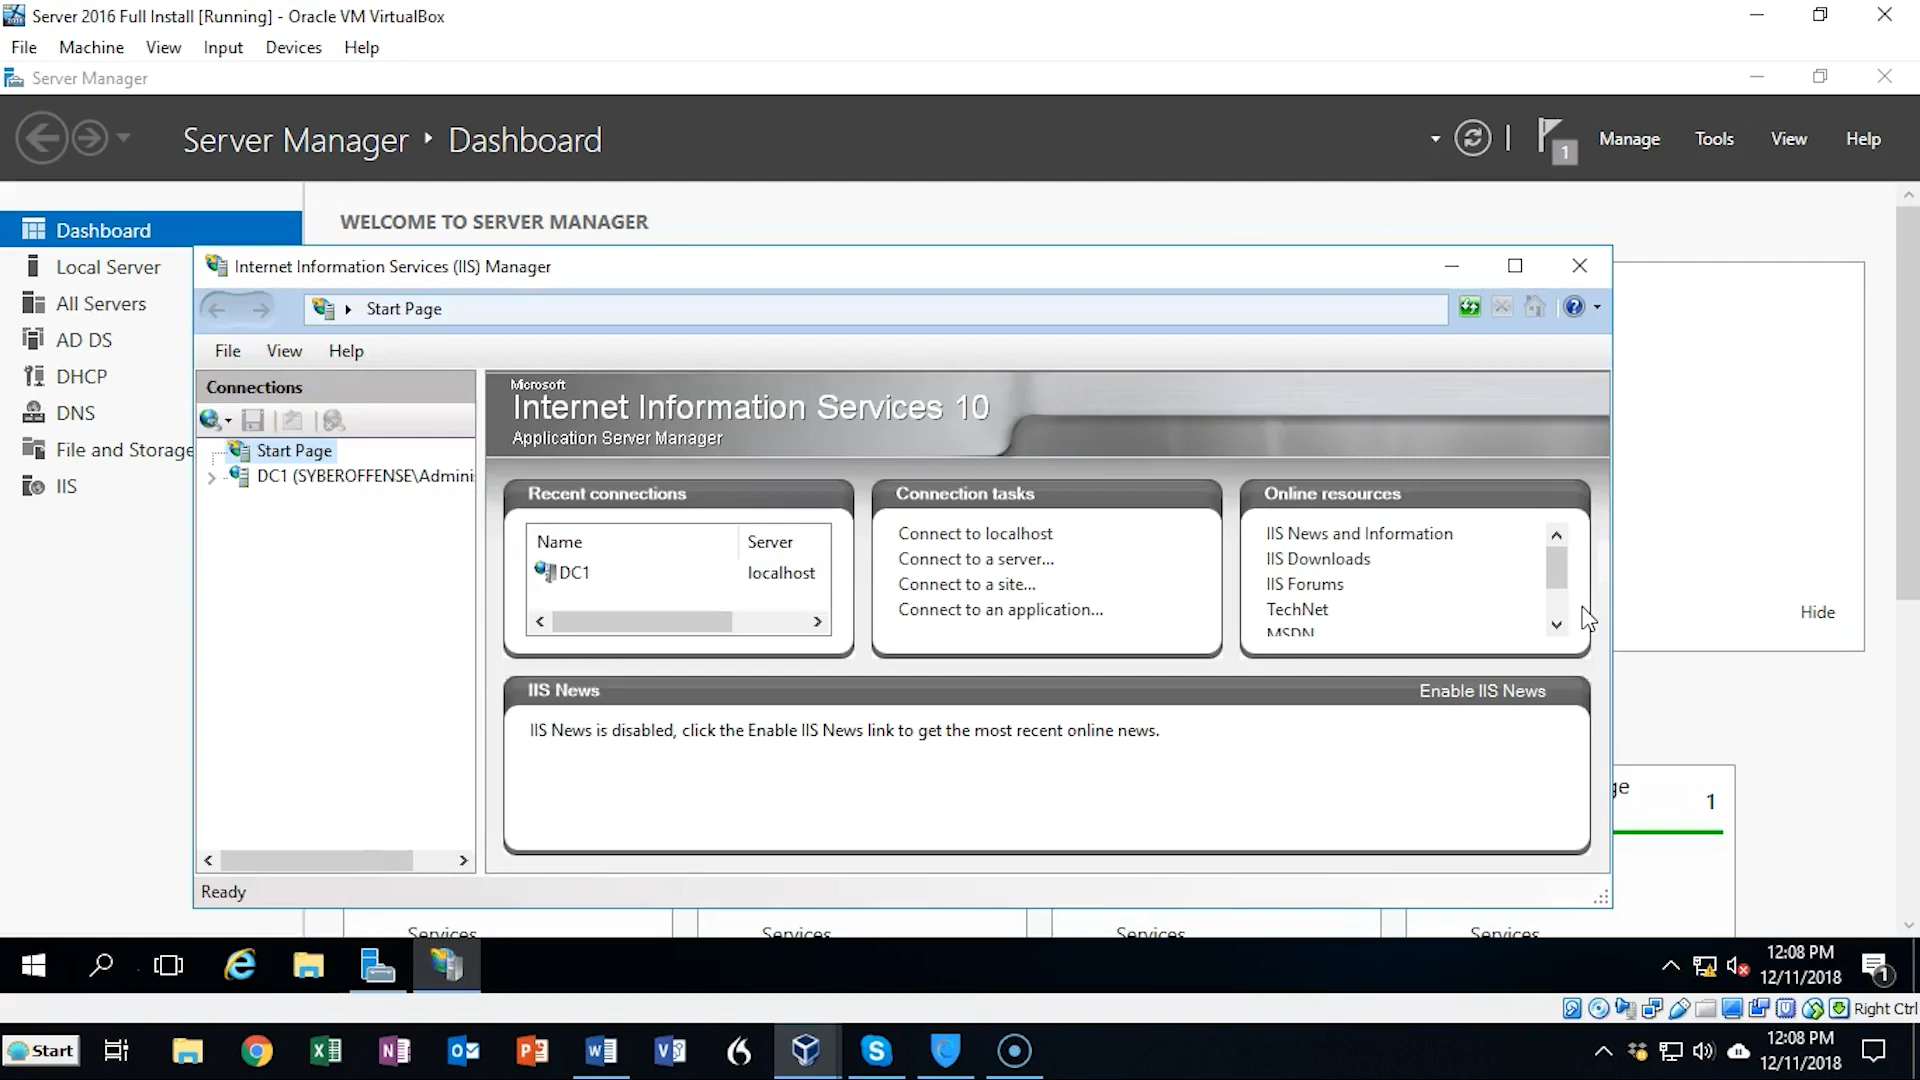 Server 2016 Full Install [Running] - Oracle VM VirtualBox
File Machine View Input Devices Help
Server Manager
Server Manager ‣ Dashboard
1 Manage Tools View Help
Dashboard
Local Server
All Servers
AD DS
DHCP
DNS
File and Storage
IIS
WELCOME TO SERVER MANAGER
Hide
Internet Information Services (IIS) Manager
Start Page
File View Help
Connections
Start Page
DC1 (SYBEROFFENSE\Adminis
Microsoft
Internet Information Services 10
Application Server Manager
Recent connections
Name Server
DC1 localhost
Connection tasks
Connect to localhost
Connect to a server...
Connect to a site...
Connect to an application...
Online resources
IIS News and Information
IIS Downloads
IIS Forums
TechNet
MSDN
IIS News Enable IIS News
IIS News is disabled, click the Enable IIS News link to get the most recent online news.
Ready
ge 1
Services Services Services Services
12:08 PM
12/11/2018
1
Right Ctrl
Start
12:08 PM
12/11/2018